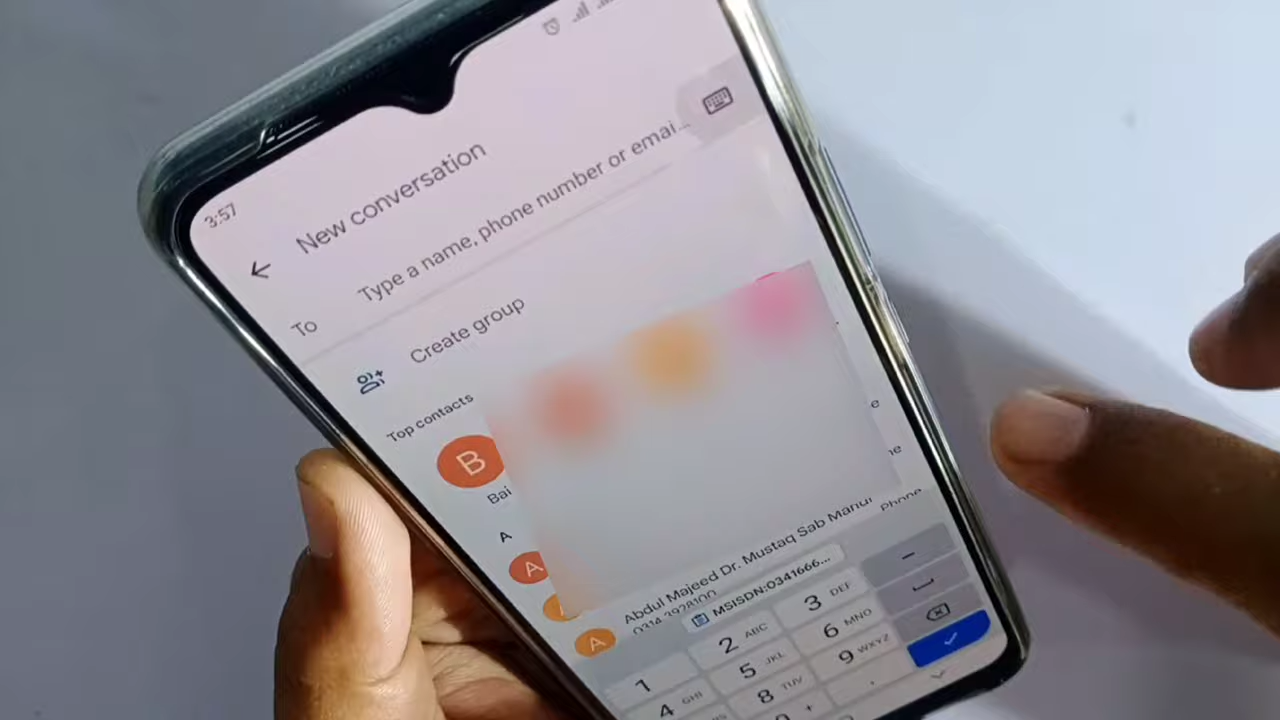 3:57
New conversation
To
Type a name, phone number or emai...
Create group
Top contacts
B
Bai
A
A
A
Abdul Majeed Dr. Mustaq Sab Manur
Phone
MSISDN:0341666...
1
2 ABC
3 DEF
4 GHI
5 JKL
6 MNO
8 TUV
9 WXYZ